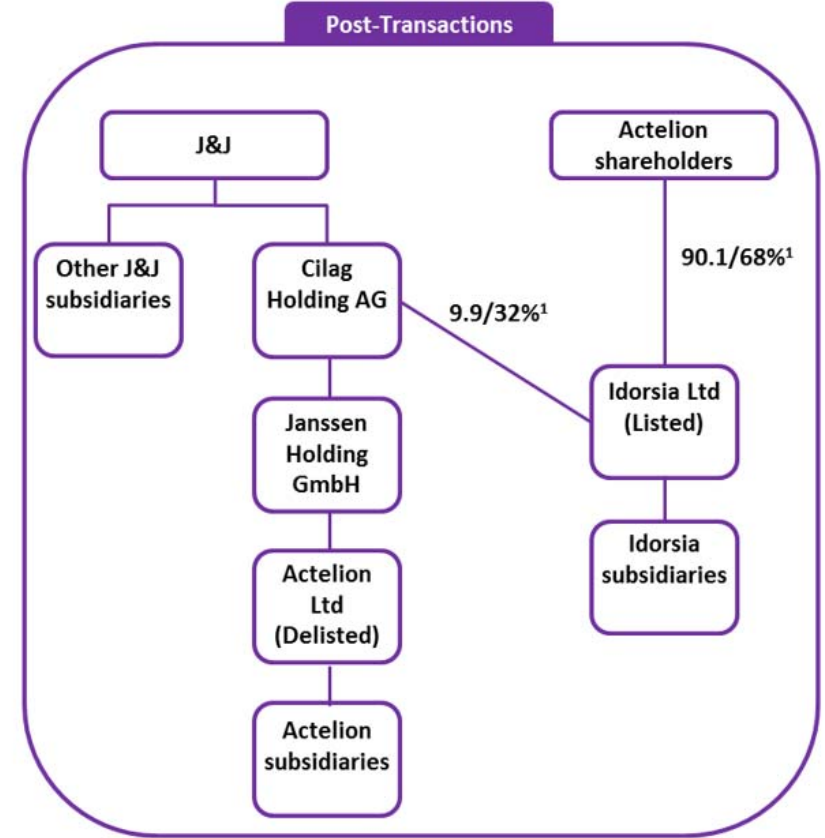 Post-Transactions
J&J
Actelion
shareholders
Other J&J
subsidiaries
Cilag
Holding AG
90.1/68%¹
9.9/32%¹
Janssen
Holding
GmbH
Idorsia Ltd
(Listed)
Actelion
Ltd
(Delisted)
Idorsia
subsidiaries
Actelion
subsidiaries